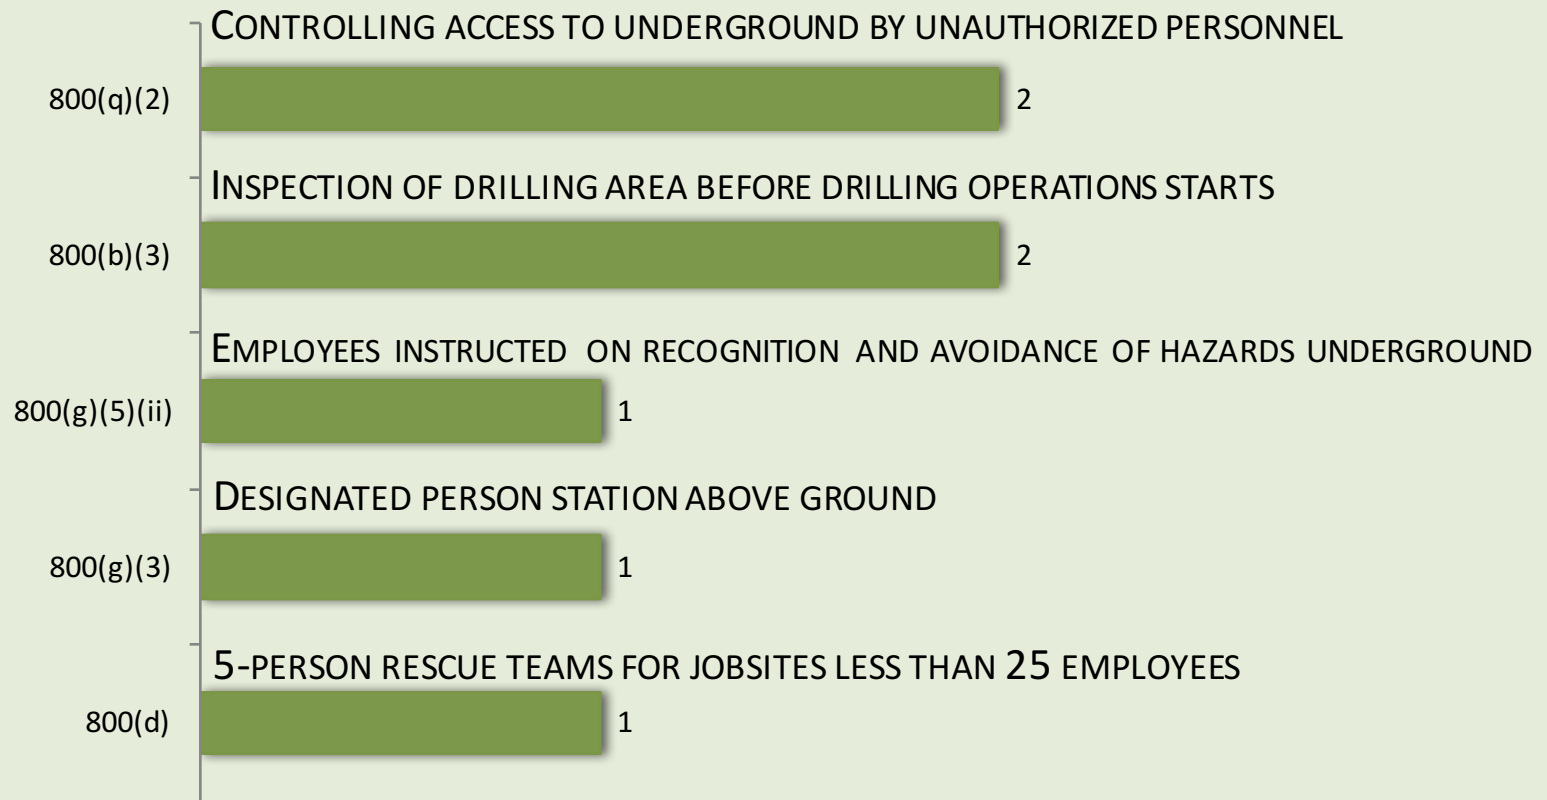 CONTROLLING ACCESS TO UNDERGROUND BY UNAUTHORIZED PERSONNEL
800(q)(2) 2
INSPECTION OF DRILLING AREA BEFORE DRILLING OPERATIONS STARTS
800(b)(3) 2
EMPLOYEES INSTRUCTED ON RECOGNITION AND AVOIDANCE OF HAZARDS UNDERGROUND
800(g)(5)(ii) 1
DESIGNATED PERSON STATION ABOVE GROUND
800(g)(3) 1
5-PERSON RESCUE TEAMS FOR JOBSITES LESS THAN 25 EMPLOYEES
800(d) 1